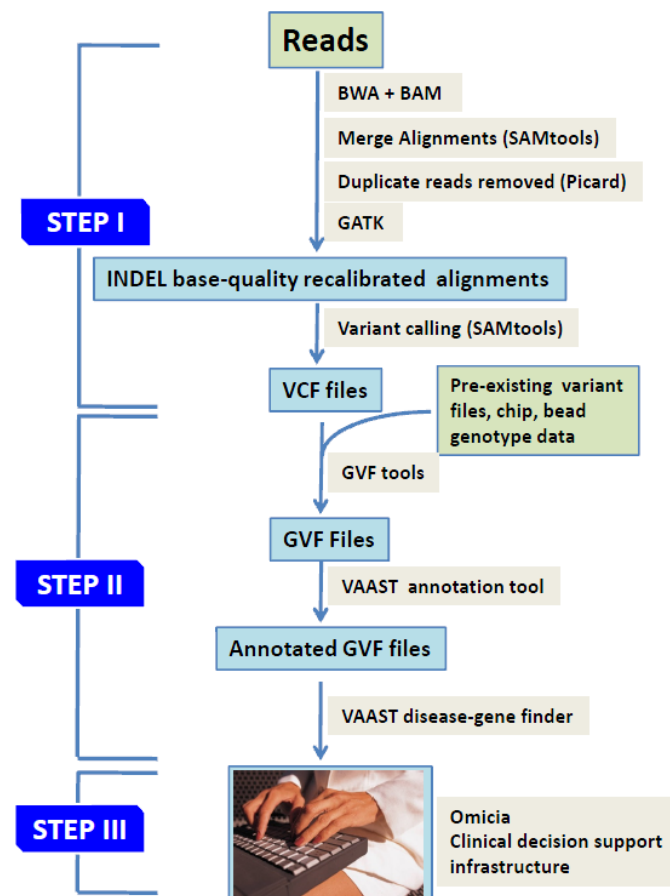 Reads
BWA + BAM
Merge Alignments (SAMtools)
Duplicate reads removed (Picard)
GATK
STEP I
INDEL base-quality recalibrated alignments
Variant calling (SAMtools)
VCF files
Pre-existing variant
files, chip, bead
genotype data
GVF tools
GVF Files
STEP II
VAAST annotation tool
Annotated GVF files
VAAST disease-gene finder
STEP III
Omicia
Clinical decision support
infrastructure